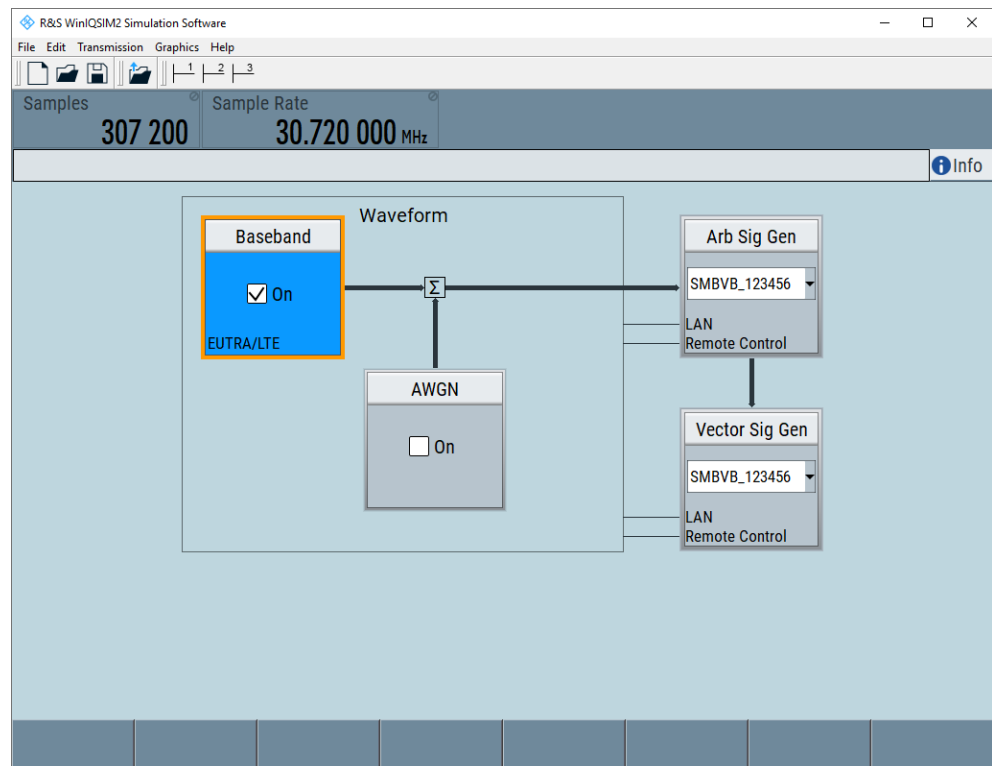 R&S WinIQSIM2 Simulation Software
File Edit Transmission Graphics Help
1 2 3
Samples
307 200
Sample Rate
30.720 000 MHz
Info
Waveform
Baseband
On
EUTRA/LTE
Σ
AWGN
On
Arb Sig Gen
SMBVB_123456
LAN
Remote Control
Vector Sig Gen
SMBVB_123456
LAN
Remote Control